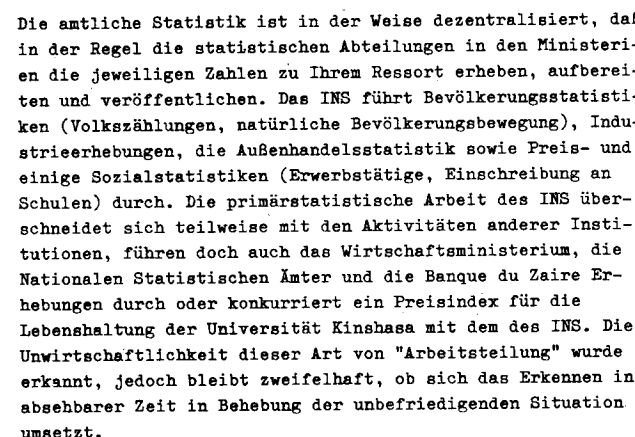 Die amtliche Statistik ist in der Weise dezentralisiert, daß
in der Regel die statistischen Abteilungen in den Ministeri-
en die jeweiligen Zahlen zu Ihrem Ressort erheben, aufberei-
ten und veröffentlichen. Das INS führt Bevölkerungsstatisti-
ken (Volkszählungen, natürliche Bevölkerungsbewegung), Indu-
strieerhebungen, die Außenhandelsstatistik sowie Preis- und
einige Sozialstatistiken (Erwerbstätige, Einschreibung an
Schulen) durch. Die primärstatistische Arbeit des INS über-
schneidet sich teilweise mit den Aktivitäten anderer Insti-
tutionen, führen doch auch das Wirtschaftsministerium, die
Nationalen Statistischen Ämter und die Banque du Zaire Er-
hebungen durch oder konkurriert ein Preisindex für die
Lebenshaltung der Universität Kinshasa mit dem des INS. Die
Unwirtschaftlichkeit dieser Art von "Arbeitsteilung" wurde
erkannt, jedoch bleibt zweifelhaft, ob sich das Erkennen in
absehbarer Zeit in Behebung der unbefriedigenden Situation
umsetzt.